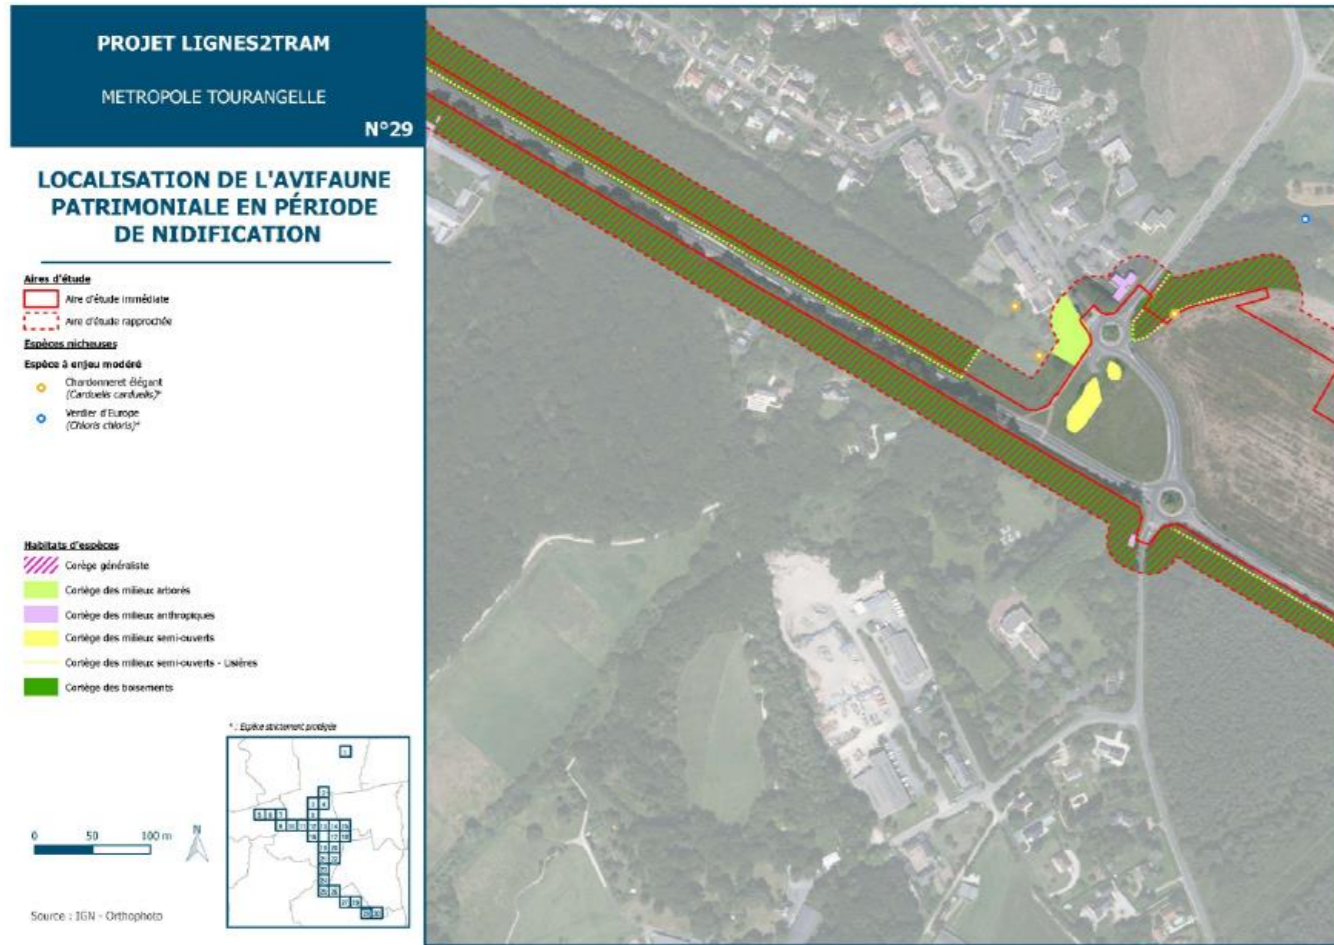 PROJET LIGNES2TRAM
METROPOLE TOURANGELLE
N°29
LOCALISATION DE L'AVIFAUNE
PATRIMONIALE EN PÉRIODE
DE NIDIFICATION
Aires d'étude
Aire d'étude immédiate
Aire d'étude rapprochée
Espèces nicheuses
Espèce à enjeu modéré
Chardonneret élégant
(Carduelis carduelis)*
Verdier d'Europe
(Chloris chloris)*
Habitats d'espèces
Corège généraliste
Cortège des milieux arborés
Cortège des milieux anthropiques
Cortège des milieux semi-ouverts
Cortège des milieux semi-ouverts - Lisières
Cortège des boisements
* : Espèce strictement protégée
0 50 100 m
N
Source : IGN - Orthophoto